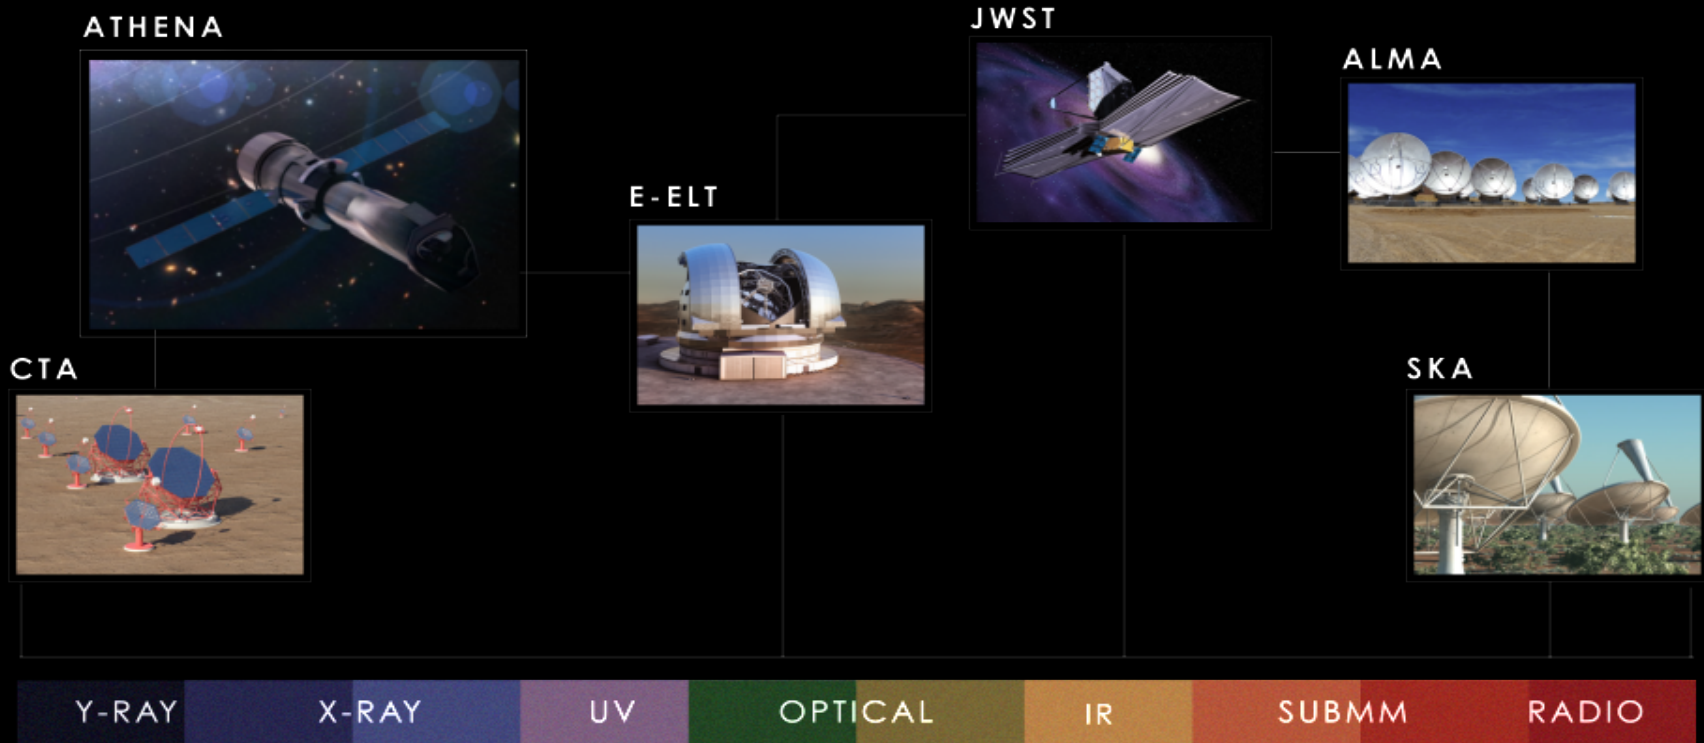 ATHENA
JWST
ALMA
E-ELT
CTA
SKA
Y-RAY X-RAY UV OPTICAL IR SUBMM RADIO